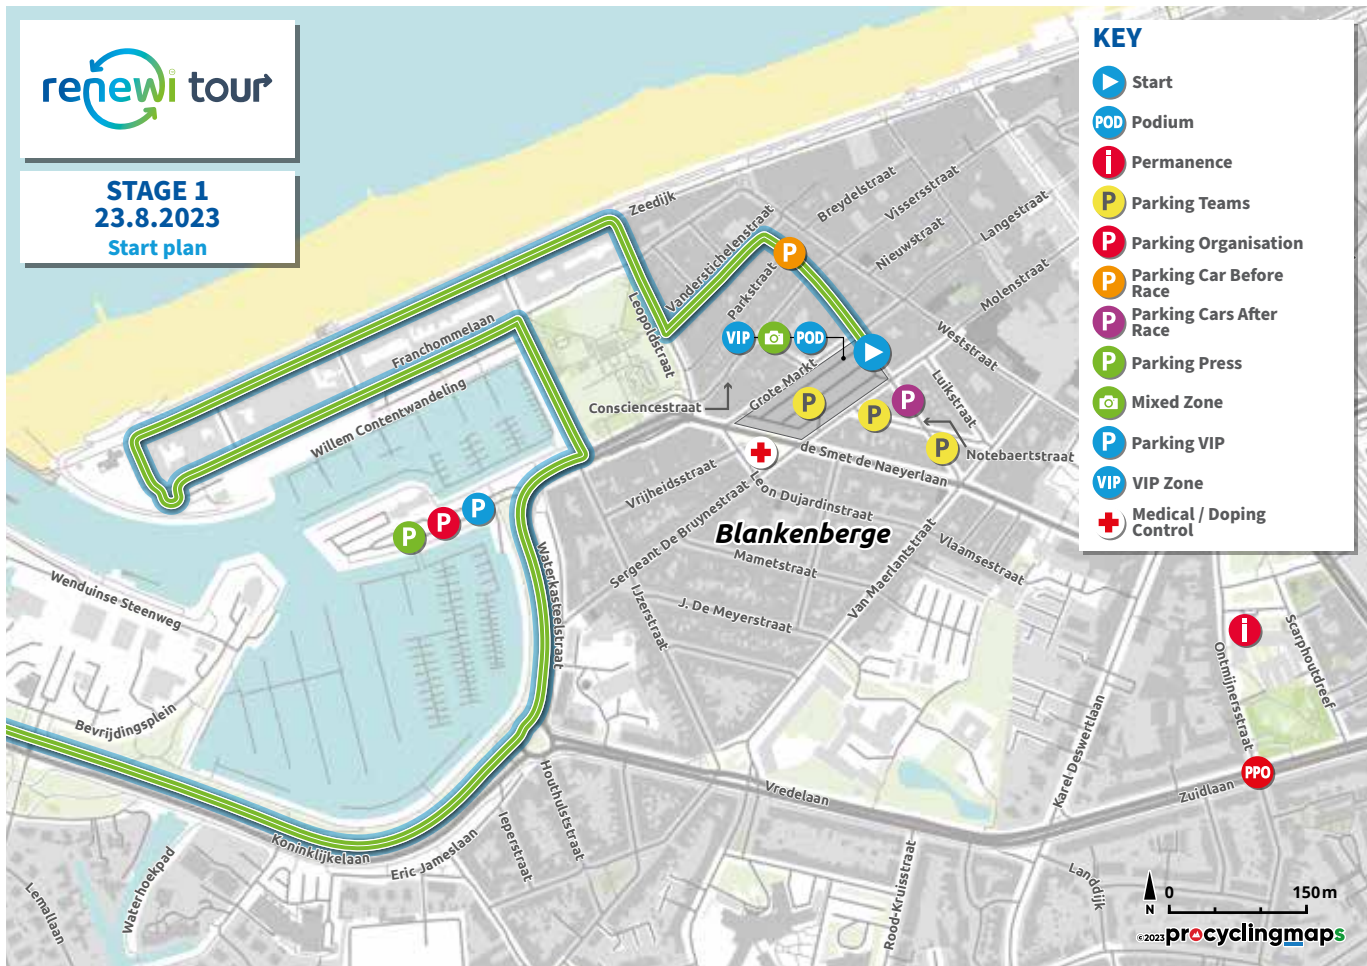 renewi tour
STAGE 1
23.8.2023
Start plan
KEY
Start
POD
Podium
i
Permanence
P
Parking Teams
P
Parking Organisation
P
Parking Car Before
Race
P
Parking Cars After
Race
P
Parking Press
Mixed Zone
P
Parking VIP
VIP
VIP Zone
Medical / Doping
Control
Zeedijk
Breydelstraat
Vissersstraat
Langestraat
Nieuwstraat
Molenstraat
Vanderstichelenstraat
P
Parkstraat
Leopoldstraat
Franchommelaan
VIP
POD
Weststraat
Luikstraat
Grote Markt
P
P
P
P
Consciencestraat
Willem Contentwandeling
de Smet de Naeyerlaan
Notebaertstraat
Vrijheidsstraat
Leon Dujardinstraat
Sergeant De Bruynestraat
P
P
P
Blankenberge
Mametstraat
Van Maerlantstraat
Vlaamsestraat
Waterkasteelstraat
IJzerstraat
J. De Meyerstraat
Wenduinse Steenweg
Bevrijdingsplein
i
Scarphoutdreef
Ontmijnersstraat
Karel Deswertlaan
PPO
Zuidlaan
Vredelaan
Houthulststraat
Ieperstraat
Koninklijkelaan
Eric Jameslaan
Waterhoekpad
Lemallaan
Rood-Kruisstraat
Landdijk
N
0
150m
©2023 procyclingmaps